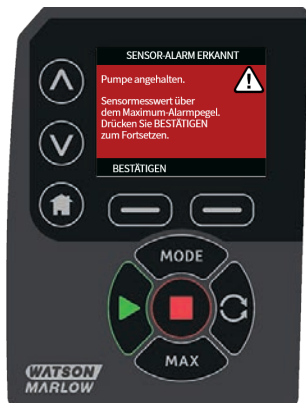 SENSOR-ALARM ERKANNT
Pumpe angehalten.
Sensormesswert über
dem Maximum-Alarmpegel.
Drücken Sie BESTÄTIGEN
zum Fortsetzen.
BESTÄTIGEN
MODE
MAX
WATSON
MARLOW